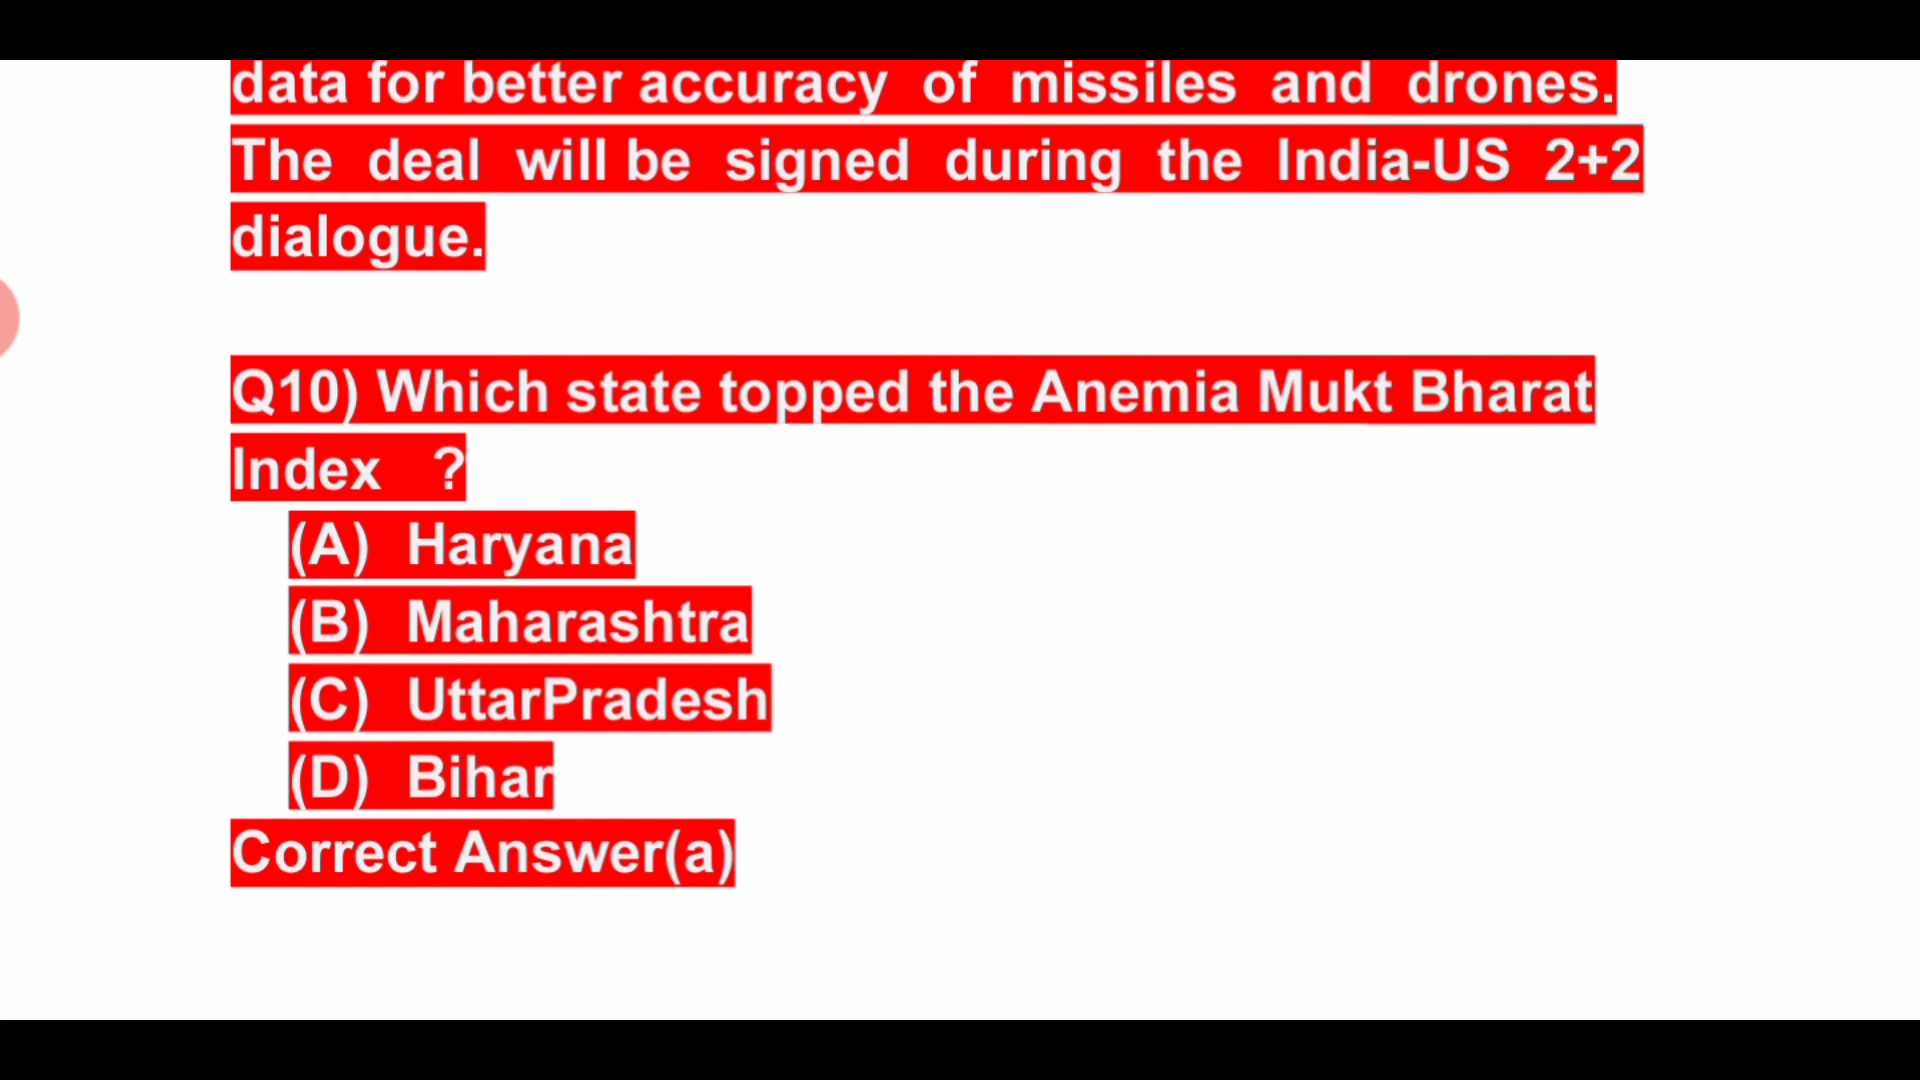 data for better accuracy of missiles and drones.
The deal will be signed during the India-US 2+2
dialogue.
Q10) Which state topped the Anemia Mukt Bharat
Index ?
(A) Haryana
(B) Maharashtra
(C) UttarPradesh
(D) Bihar
Correct Answer(a)